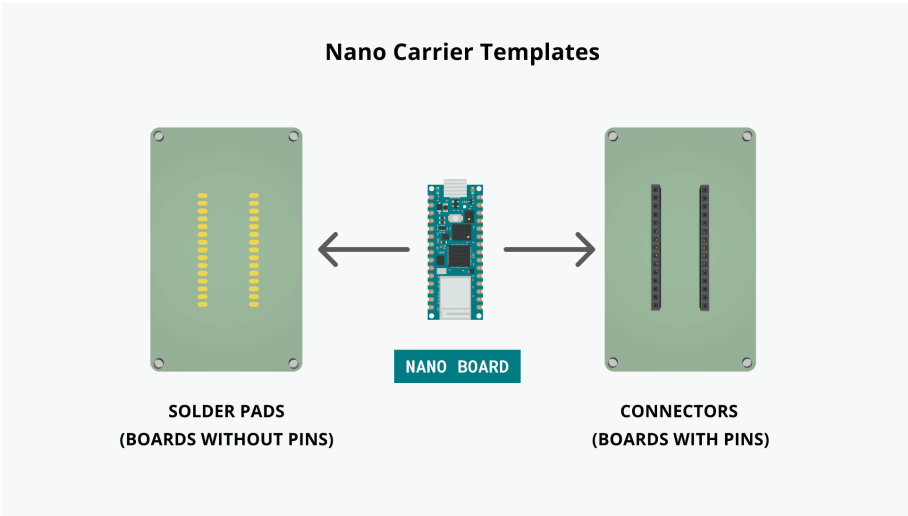 Nano Carrier Templates
NANO BOARD
SOLDER PADS
(BOARDS WITHOUT PINS)
CONNECTORS
(BOARDS WITH PINS)